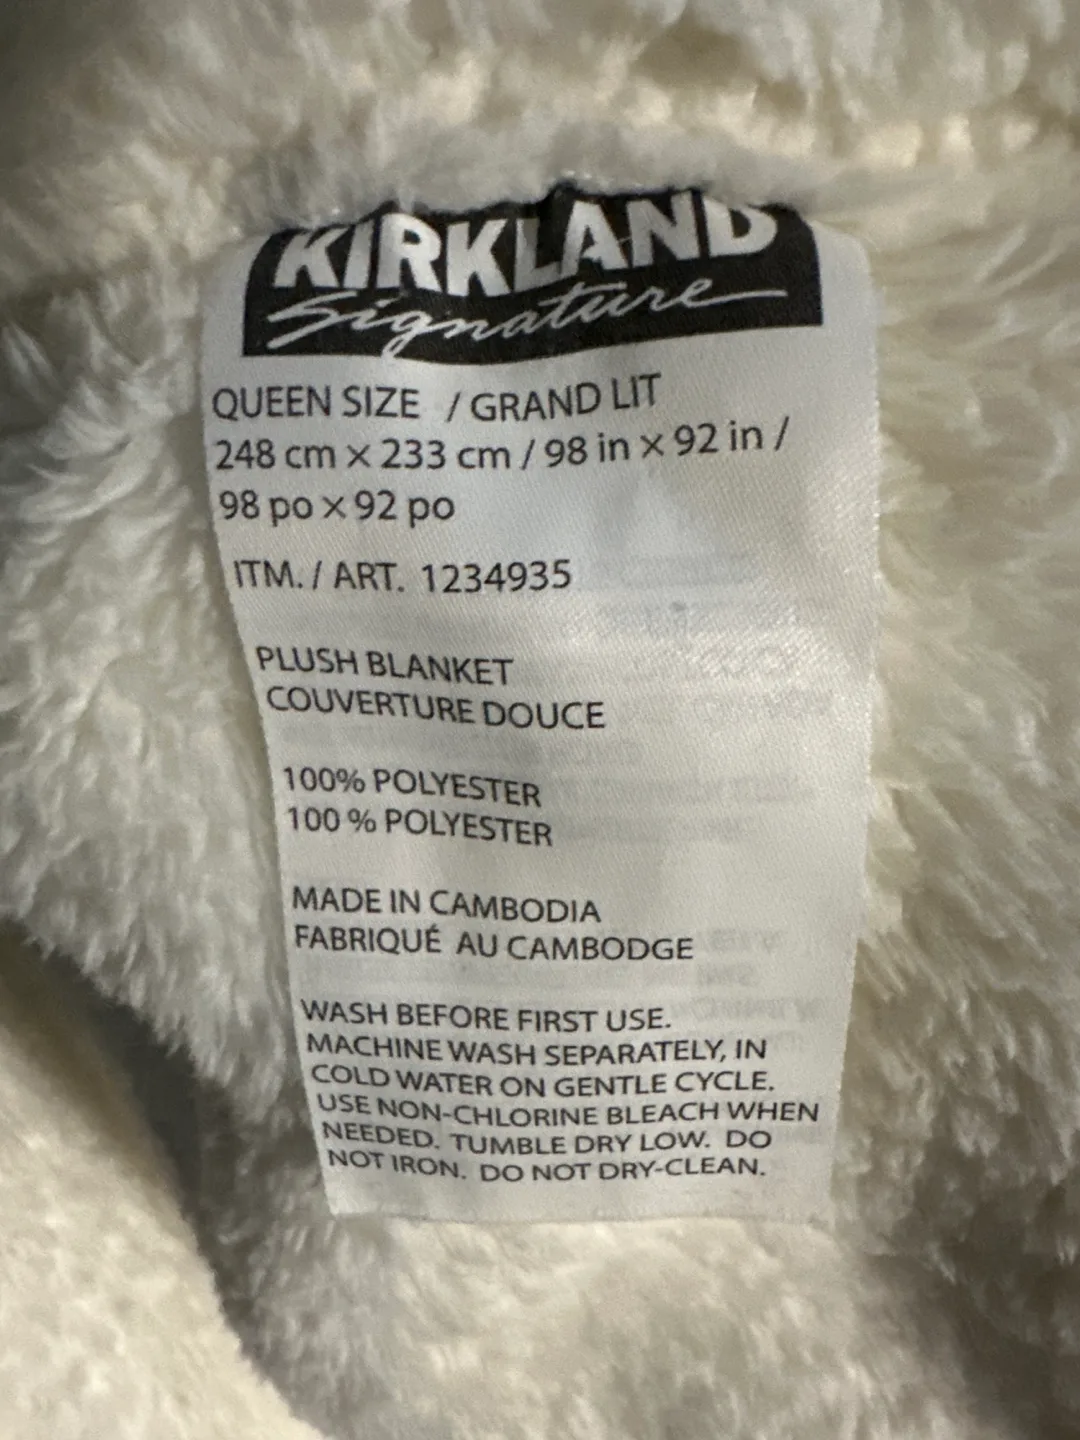 KIRKLAND
Signature
QUEEN SIZE / GRAND LIT
248 cm × 233 cm / 98 in × 92 in /
98 po × 92 po
ITM. / ART. 1234935
PLUSH BLANKET
COUVERTURE DOUCE
100% POLYESTER
100 % POLYESTER
MADE IN CAMBODIA
FABRIQUÉ AU CAMBODGE
WASH BEFORE FIRST USE.
MACHINE WASH SEPARATELY, IN
COLD WATER ON GENTLE CYCLE.
USE NON-CHLORINE BLEACH WHEN
NEEDED. TUMBLE DRY LOW. DO
NOT IRON. DO NOT DRY-CLEAN.